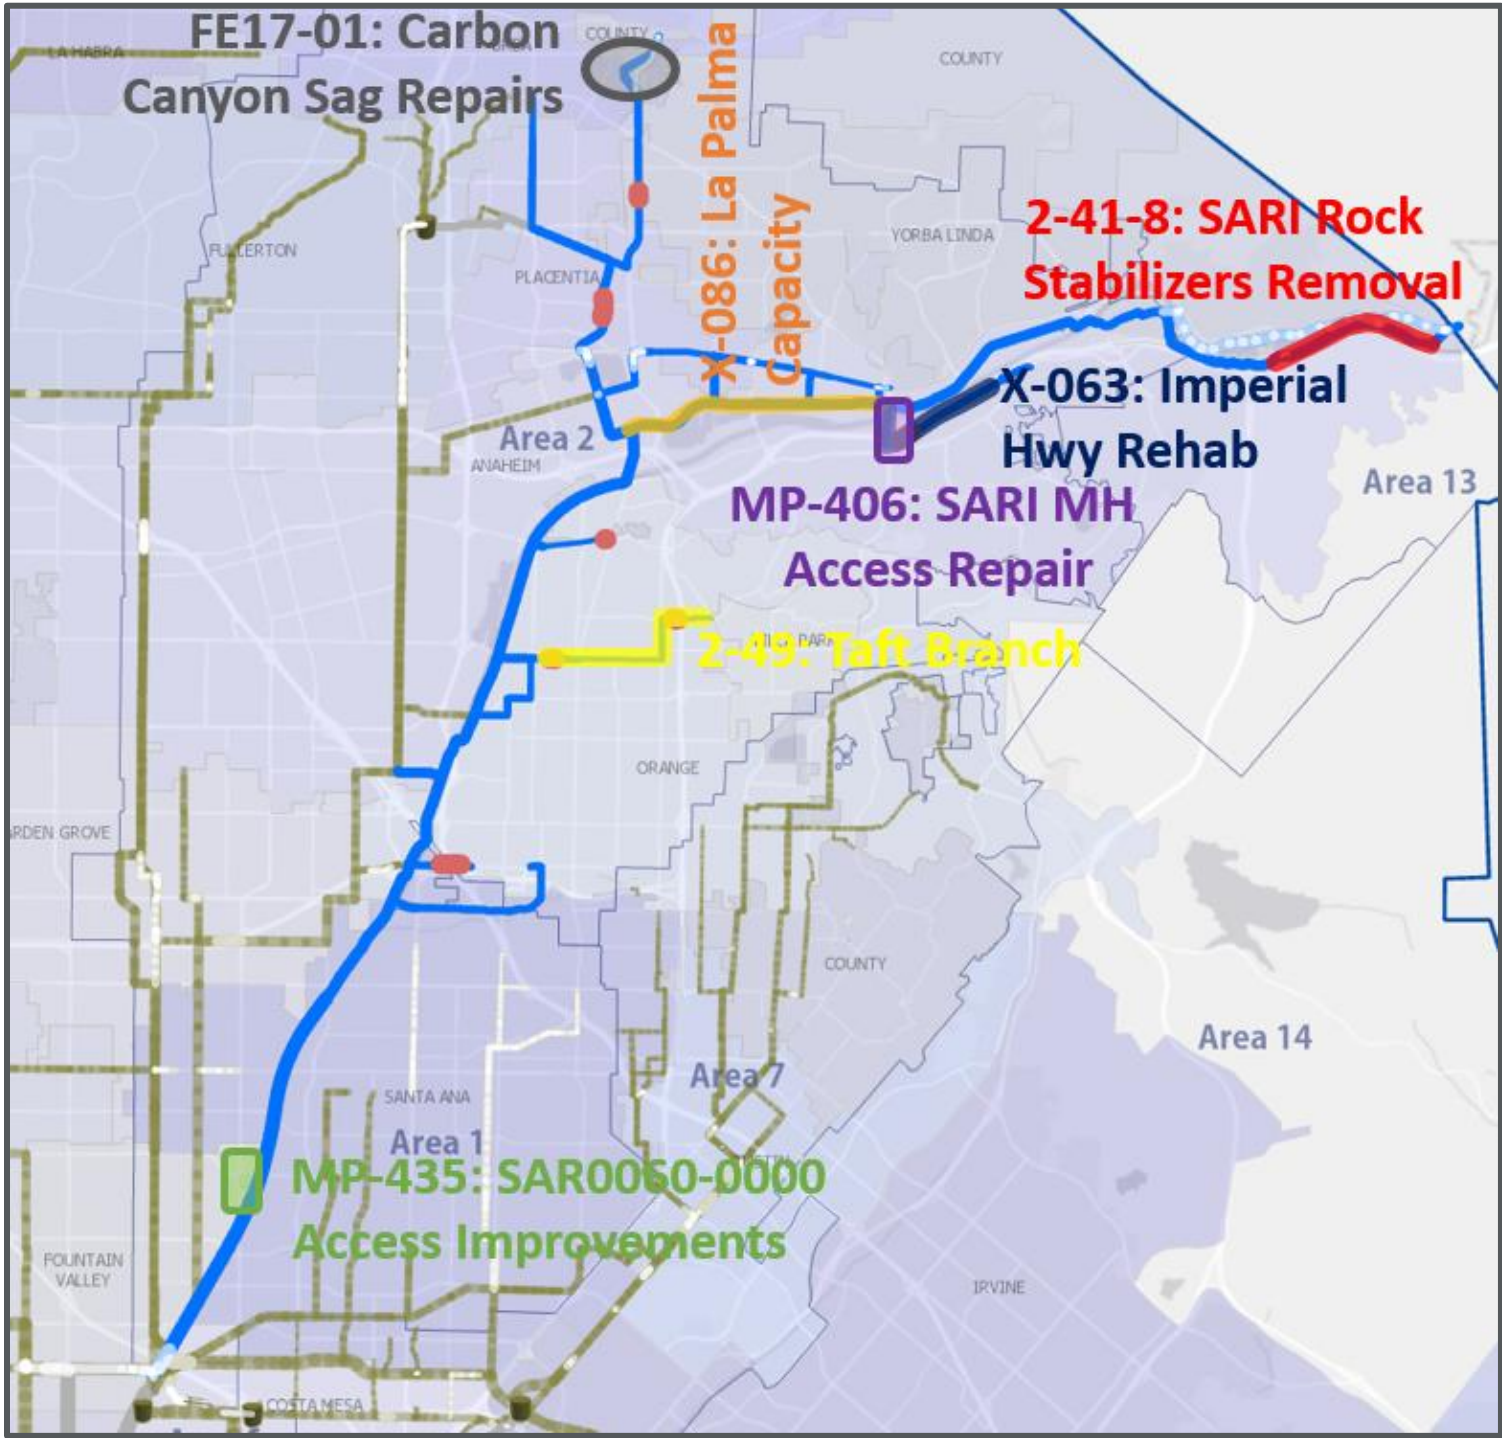 FE17-01: Carbon
Canyon Sag Repairs
LA HABRA
COUNTY
COUNTY
X-086: La Palma
Capacity
2-41-8: SARI Rock
Stabilizers Removal
FULLERTON
YORBA LINDA
PLACENTIA
X-063: Imperial
Hwy Rehab
Area 2
ANAHEIM
Area 13
MP-406: SARI MH
Access Repair
2-49: Taft Branch
ORANGE
RDEN GROVE
COUNTY
Area 14
Area 7
SANTA ANA
Area 1
MP-435: SAR0060-0000
Access Improvements
FOUNTAIN
VALLEY
IRVINE
COSTA MESA